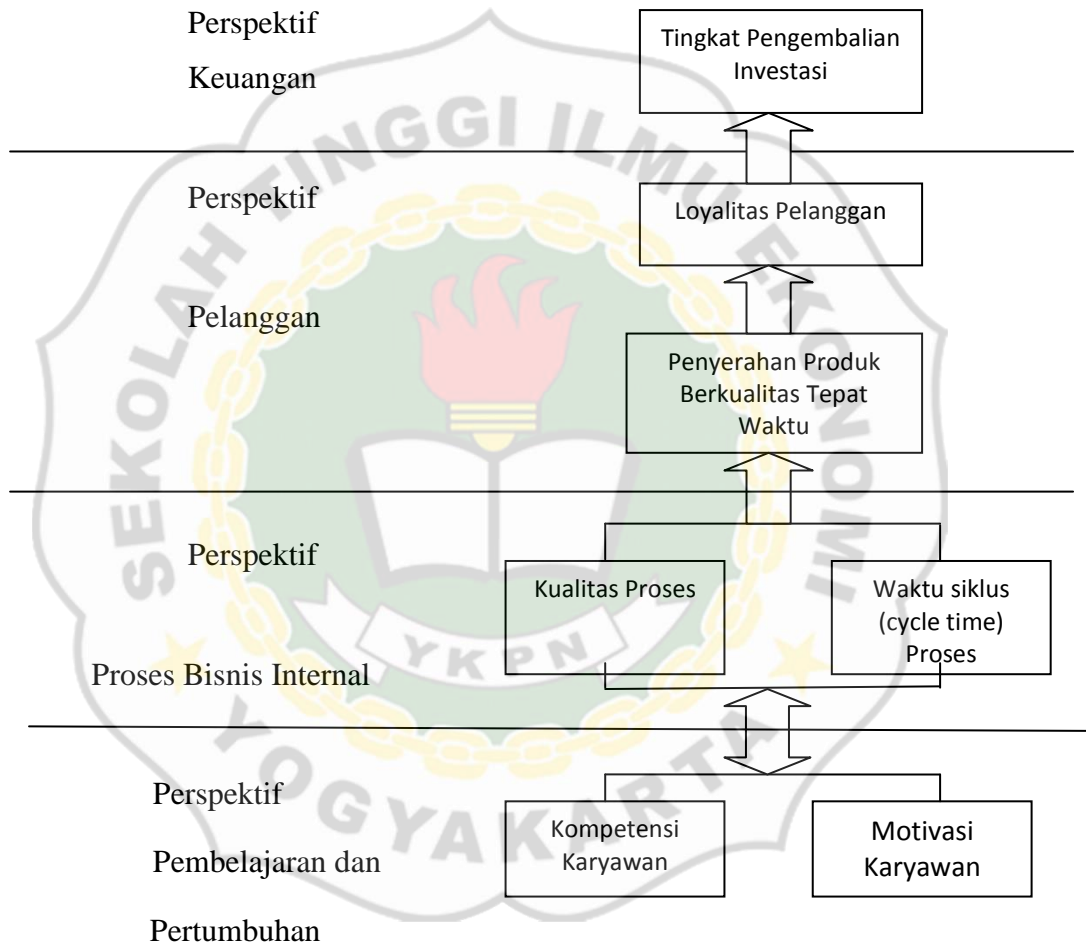 Perspektif
Keuangan
Tingkat Pengembalian
Investasi
Perspektif
Pelanggan
Loyalitas Pelanggan
Penyerahan Produk
Berkualitas Tepat
Waktu
Perspektif
Proses Bisnis Internal
Kualitas Proses
Waktu siklus
(cycle time)
Proses
Perspektif
Pembelajaran dan
Pertumbuhan
Kompetensi
Karyawan
Motivasi
Karyawan
SEKOLAH TINGGI ILMU EKONOMI
YKPN
YOGYAKARTA